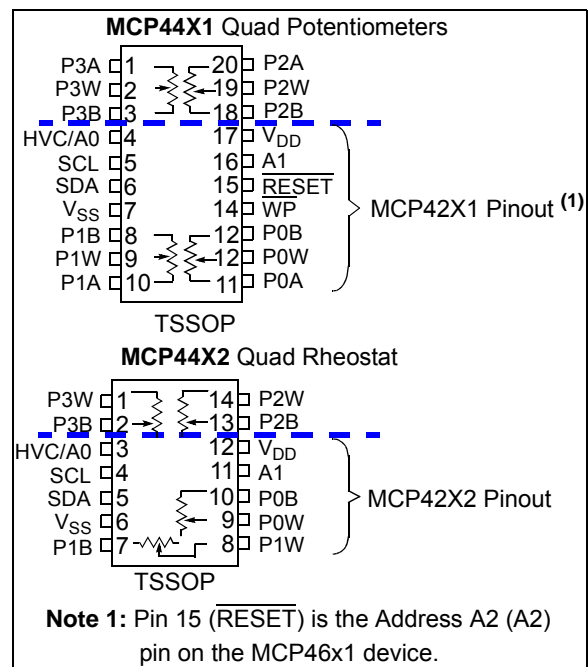 MCP44X1 Quad Potentiometers
P3A 1 20 P2A
P3W 2 19 P2W
P3B 3 18 P2B
HVC/A0 4 17 VDD
SCL 5 16 A1
SDA 6 15 RESET
VSS 7 14 WP
P1B 8 12 P0B
P1W 9 12 P0W
P1A 10 11 P0A
MCP42X1 Pinout (1)
TSSOP
MCP44X2 Quad Rheostat
P3W 1 14 P2W
P3B 2 13 P2B
HVC/A0 3 12 VDD
SCL 4 11 A1
SDA 5 10 P0B
VSS 6 9 P0W
P1B 7 8 P1W
MCP42X2 Pinout
TSSOP
Note 1: Pin 15 (RESET) is the Address A2 (A2)
pin on the MCP46x1 device.